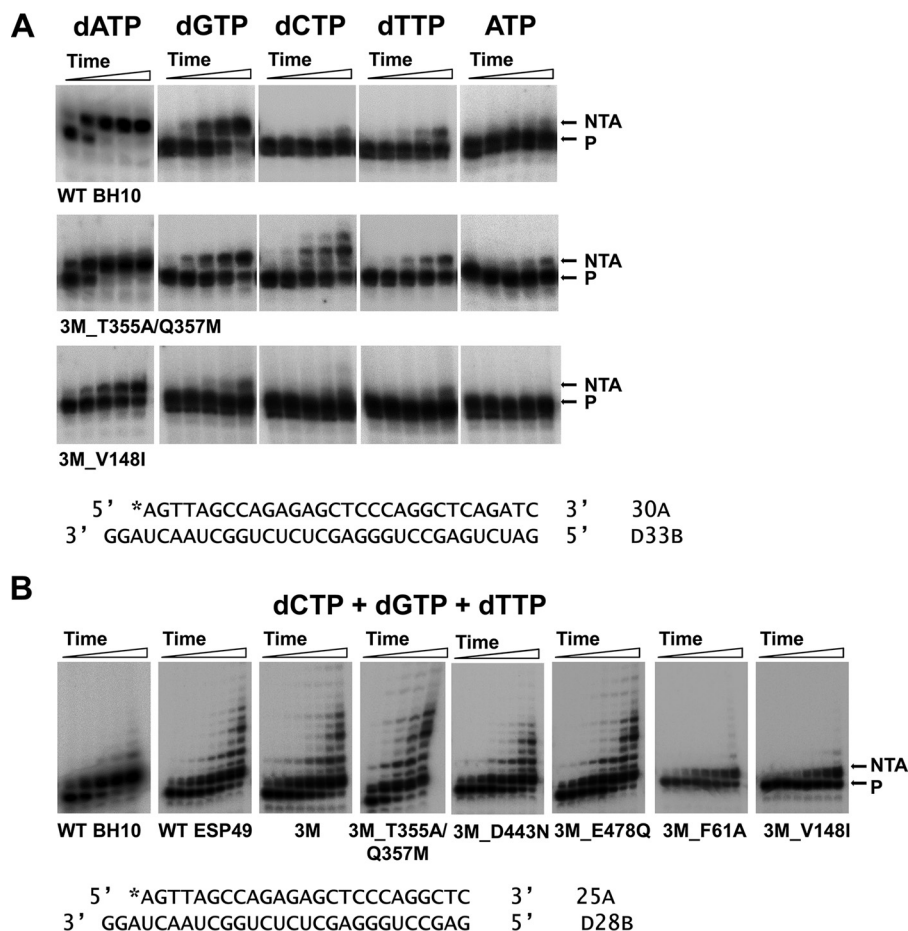 A
dATP dGTP dCTP dTTP ATP
Time Time Time Time Time
NTA
P
WT BH10
NTA
P
3M_T355A/Q357M
NTA
P
3M_V148I
5’ *AGTTAGCCAGAGAGCTCCCAGGCTCAGATC 3’ 30A
3’ GGAUCAAUCGGUCUCUCGAGGGUCCGAGUCUAG 5’ D33B
B
dCTP + dGTP + dTTP
Time Time Time Time Time Time Time Time
NTA
P
WT BH10 WT ESP49 3M 3M_T355A/ 3M_D443N 3M_E478Q 3M_F61A 3M_V148I
Q357M
5’ *AGTTAGCCAGAGAGCTCCCAGGCTC 3’ 25A
3’ GGAUCAAUCGGUCUCUCGAGGGUCCGAG 5’ D28B